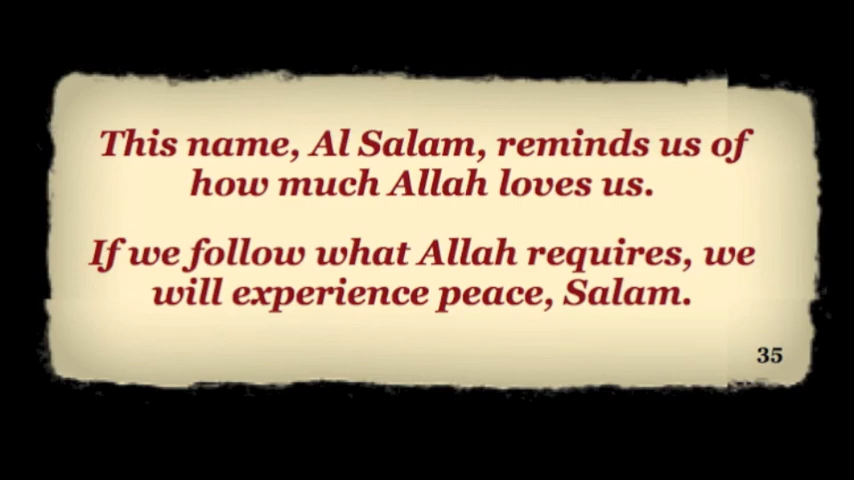 This name, Al Salam, reminds us of
how much Allah loves us.
If we follow what Allah requires, we
will experience peace, Salam.
35